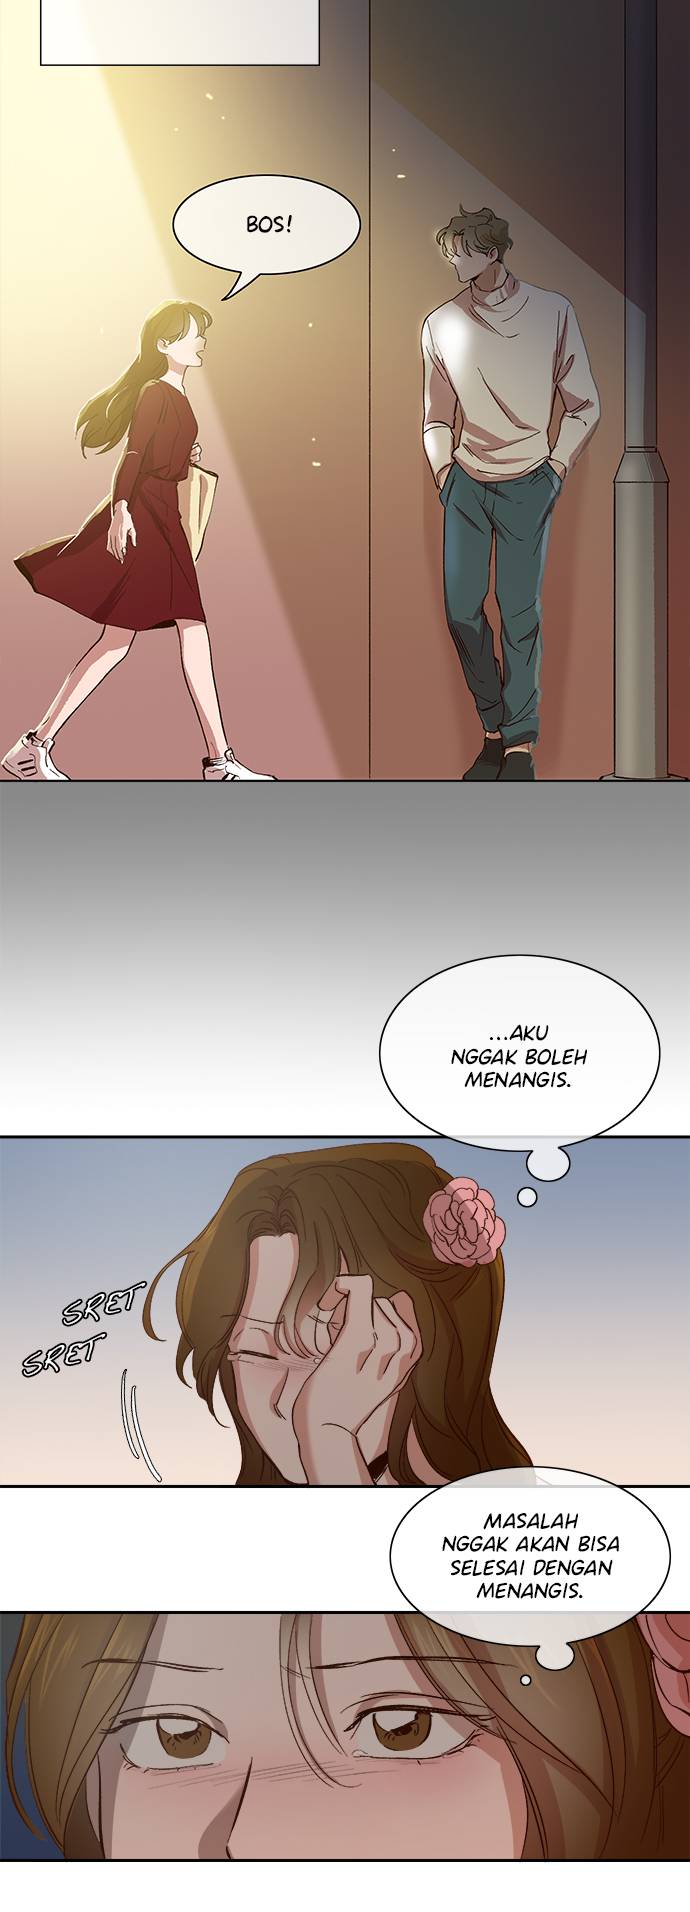 BOS!
...AKU
NGGAK BOLEH
MENANGIS.
SRET
SRET
MASALAH
NGGAK AKAN BISA
SELESAI DENGAN
MENANGIS.